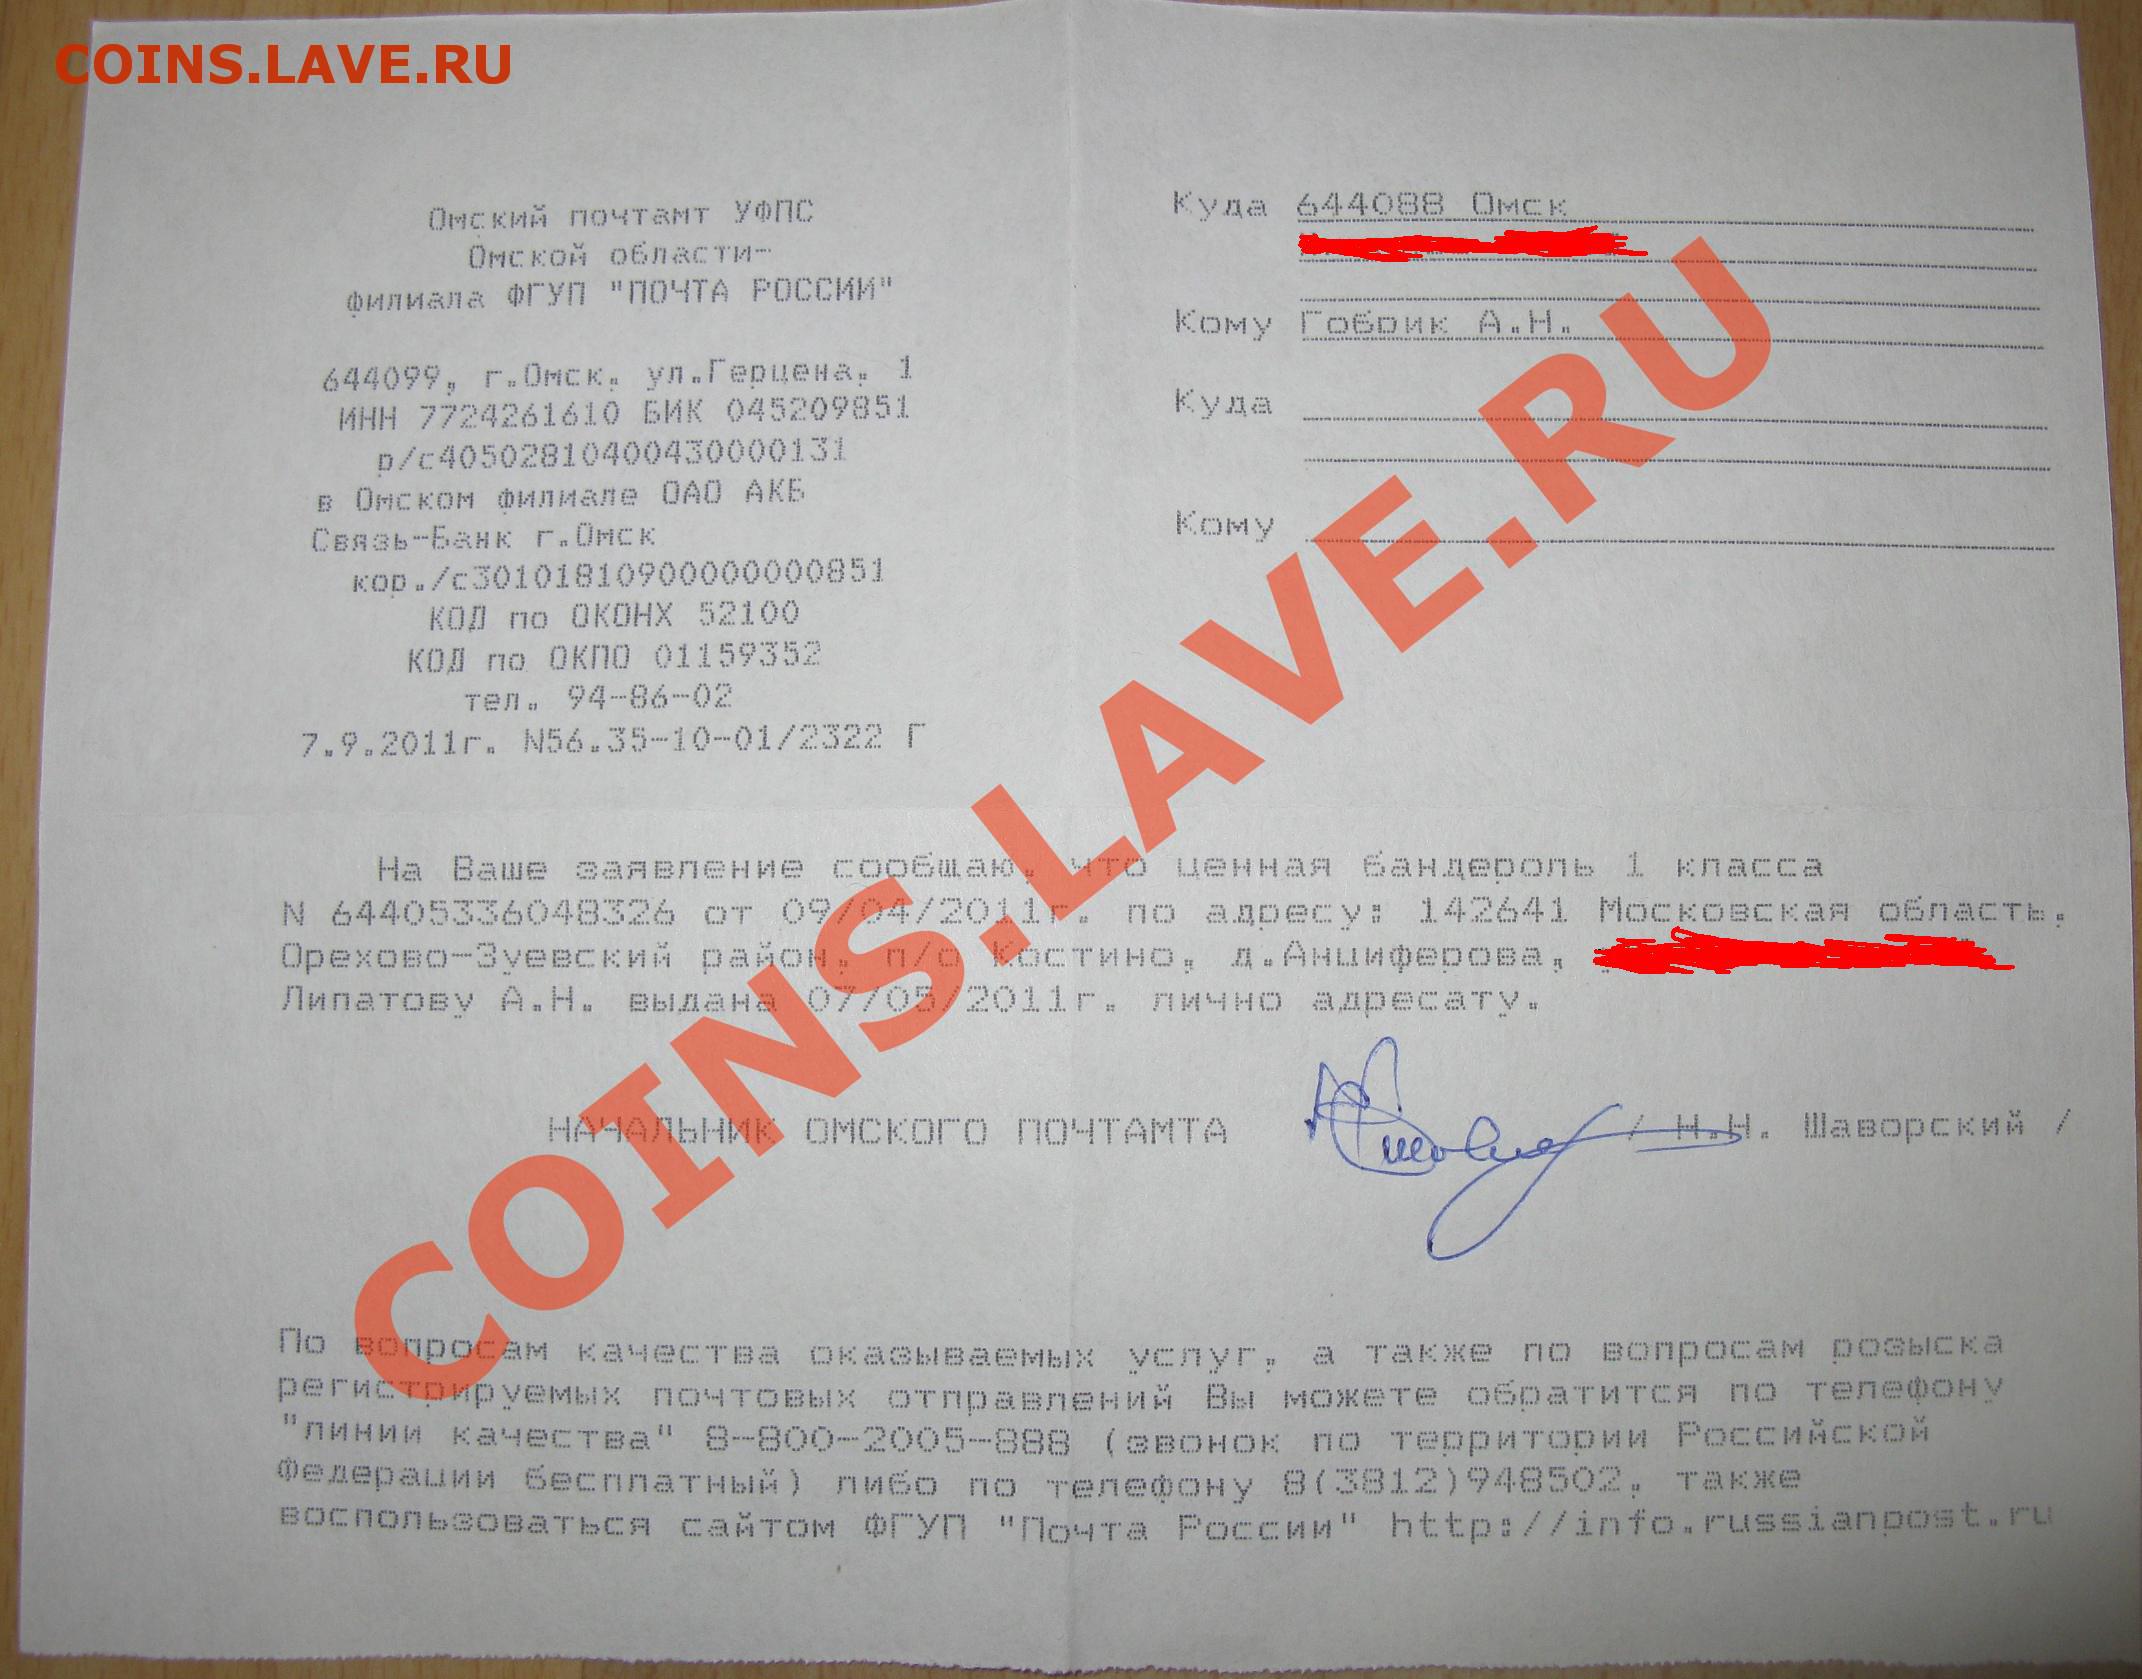 COINS.LAVE.RU
Омский почтамт УФПС
Омской области-
филиала ФГУП "ПОЧТА РОССИИ"
644099, г.Омск, ул.Герцена, 1
ИНН 7724261610 БИК 045209851
р/с40502810400430000131
в Омском филиале ОАО АКБ
Связь-Банк г.Омск
кор./с30101810900000000851
КОД по ОКОНХ 52100
КОД по ОКПО 01159352
тел. 94-86-02
7.9.2011г. N56.35-10-01/2322 Г
Куда 644088 Омск
Кому Гобрик А.Н.
Куда
Кому
На Ваше заявление сообщаю, что ценная бандероль 1 класса
N 64405336048326 от 09/04/2011г. по адресу: 142641 Московская область,
Орехово-Зуевский район, п/о Костино, д.Анциферова,
Липатову А.Н. выдана 07/05/2011г. лично адресату.
НАЧАЛЬНИК ОМСКОГО ПОЧТАМТА / Н.Н. Шаворский /
По вопросам качества оказываемых услуг, а также по вопросам розыска
регистрируемых почтовых отправлений Вы можете обратится по телефону
"линии качества" 8-800-2005-888 (звонок по территории Российской
Федерации бесплатный) либо по телефону 8(3812)948502, также
воспользоваться сайтом ФГУП "Почта России" http://info.russianpost.ru
COINS.LAVE.RU